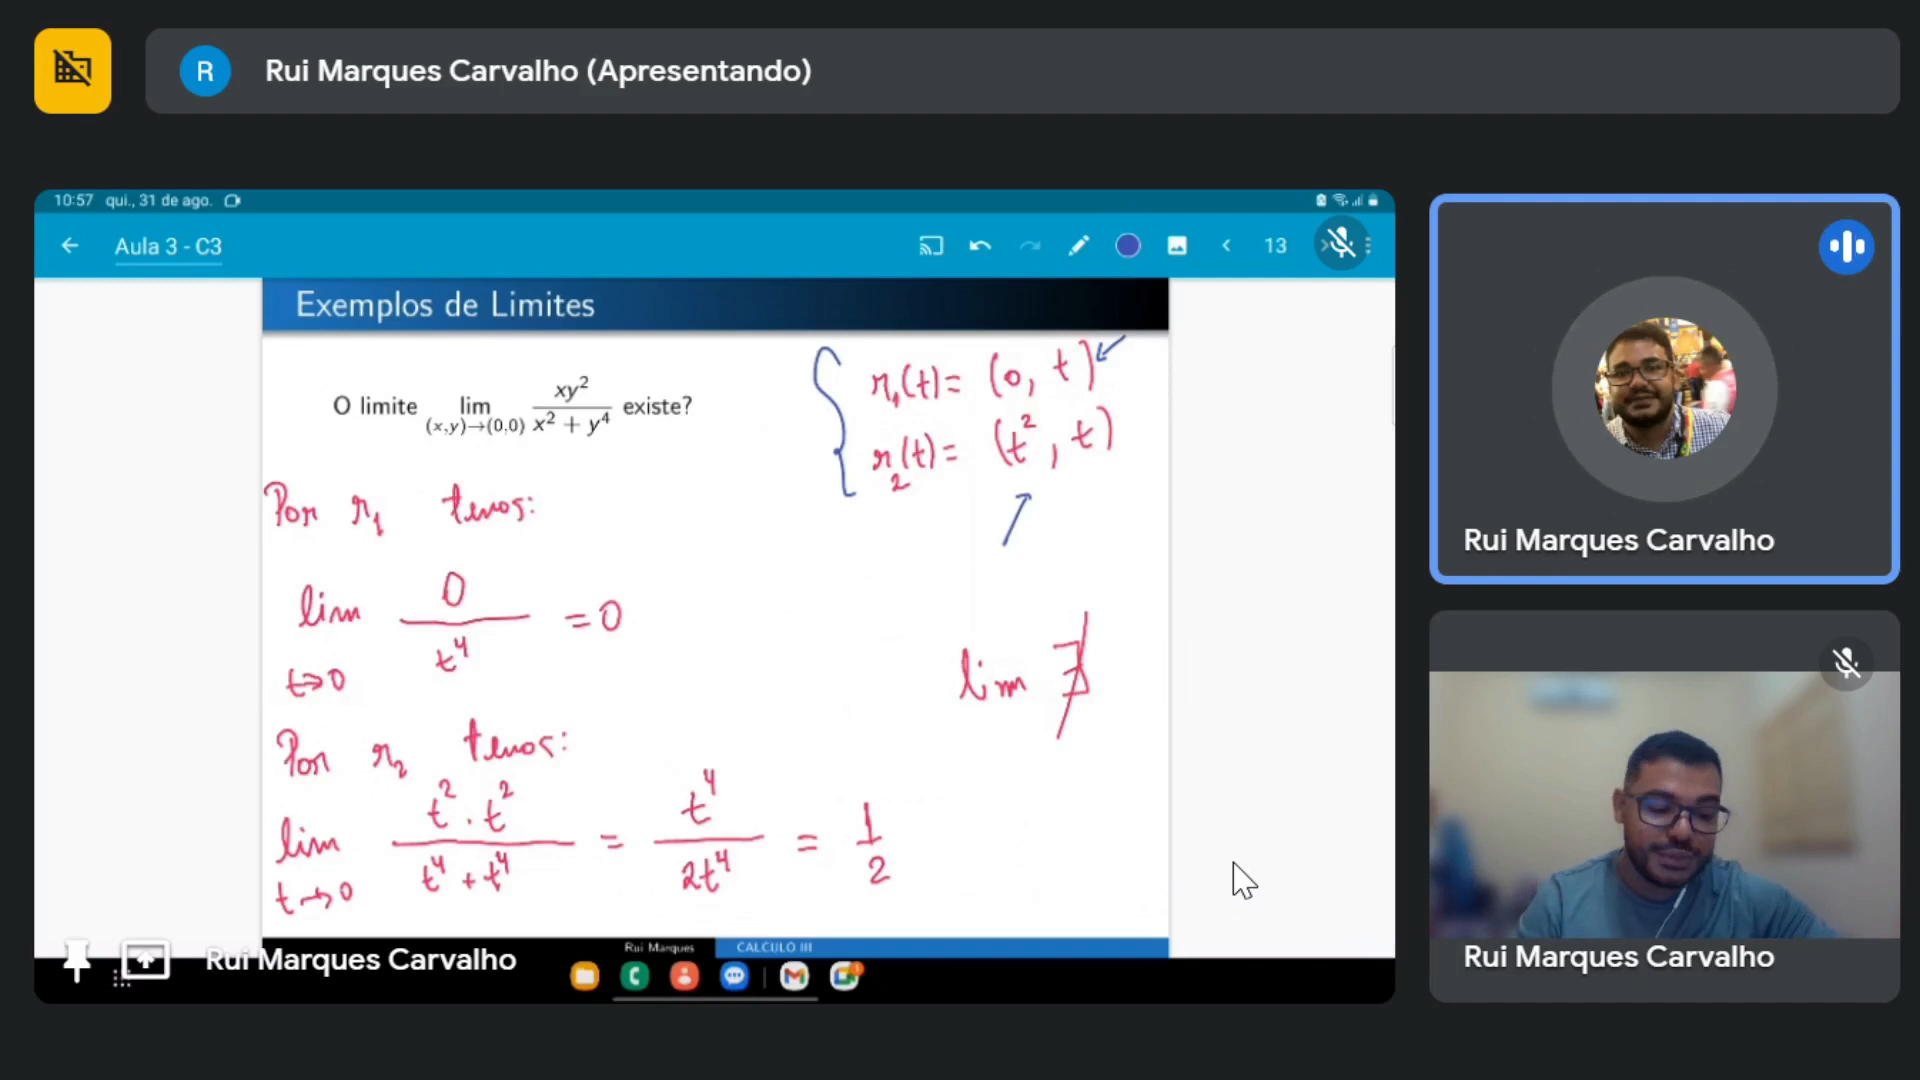 R
Rui Marques Carvalho (Apresentando)
10:57 qui., 31 de ago.
Aula 3 - C3
13
Exemplos de Limites
O limite lim (x,y)→(0,0) xy² / x² + y⁴ existe?
r₁(t) = (0, t)
r₂(t) = (t², t)
Por r₁ temos:
lim t→0 0 / t⁴ = 0
lim ∄
Por r₂ temos:
lim t→0 t² . t² / t⁴ + t⁴ = t⁴ / 2t⁴ = 1 / 2
Rui Marques
CALCULO III
Rui Marques Carvalho
Rui Marques Carvalho
Rui Marques Carvalho